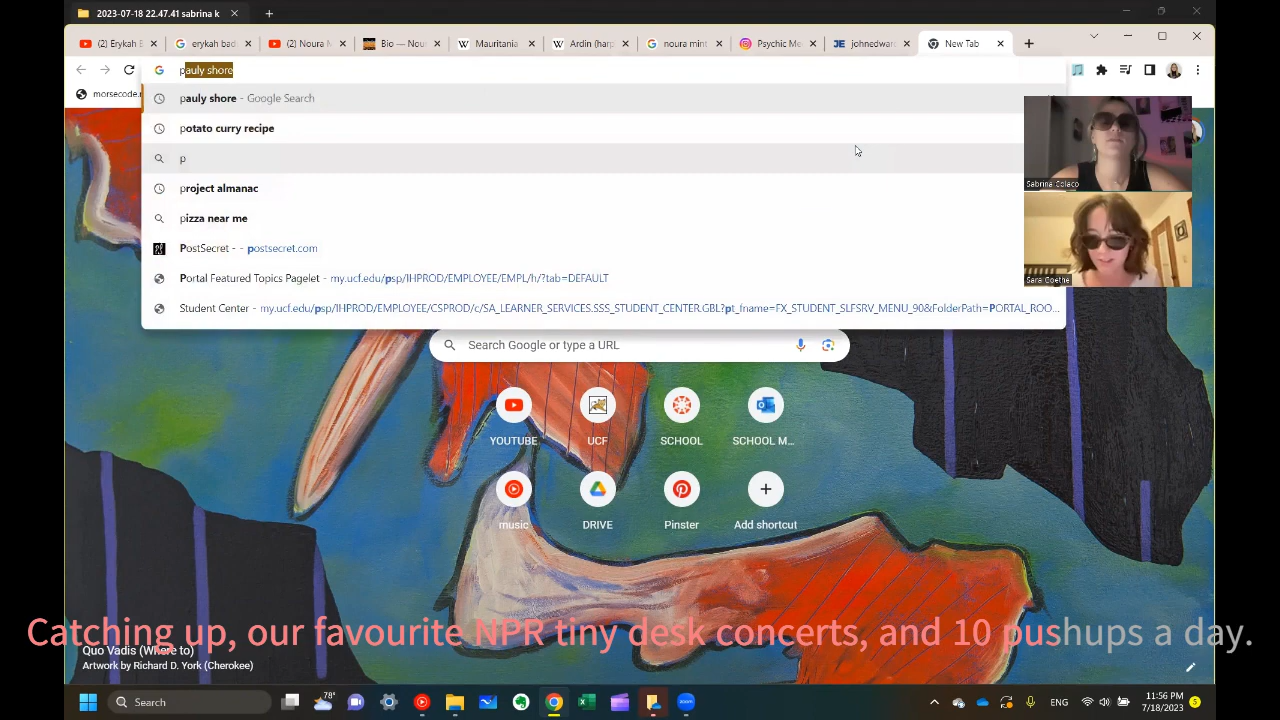 2023-07-18 22.47.41 sabrina k
(2) Erykah B
erykah bad
(2) Noura M
Bio — Nou
Mauritania
Ardin (harp
noura mint
Psychic Me
johnedward
New Tab
pauly shore
morsecode.
pauly shore - Google Search
potato curry recipe
p
project almanac
pizza near me
PostSecret - - postsecret.com
Portal Featured Topics Pagelet - my.ucf.edu/psp/IHPROD/EMPLOYEE/EMPL/h/?tab=DEFAULT
Student Center - my.ucf.edu/psp/IHPROD/EMPLOYEE/CSPROD/c/SA_LEARNER_SERVICES.SSS_STUDENT_CENTER.GBL?pt_fname=FX_STUDENT_SLFSRV_MENU_90&FolderPath=PORTAL_ROO...
Sabrina Colaco
Sara Goethe
Search Google or type a URL
YOUTUBE
UCF
SCHOOL
SCHOOL M...
music
DRIVE
Pinster
Add shortcut
Catching up, our favourite NPR tiny desk concerts, and 10 pushups a day.
Quo Vadis (Where to)
Artwork by Richard D. York (Cherokee)
Search
78°
ENG
11:56 PM
7/18/2023
5